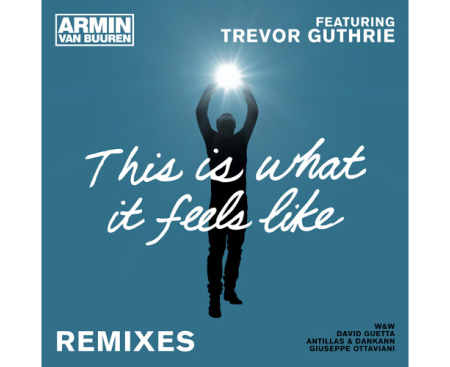 ARMIN
VAN BUUREN
FEATURING
TREVOR GUTHRIE
This is what
it feels like
REMIXES
W&W
DAVID GUETTA
ANTILLAS & DANKANN
GIUSEPPE OTTAVIANI